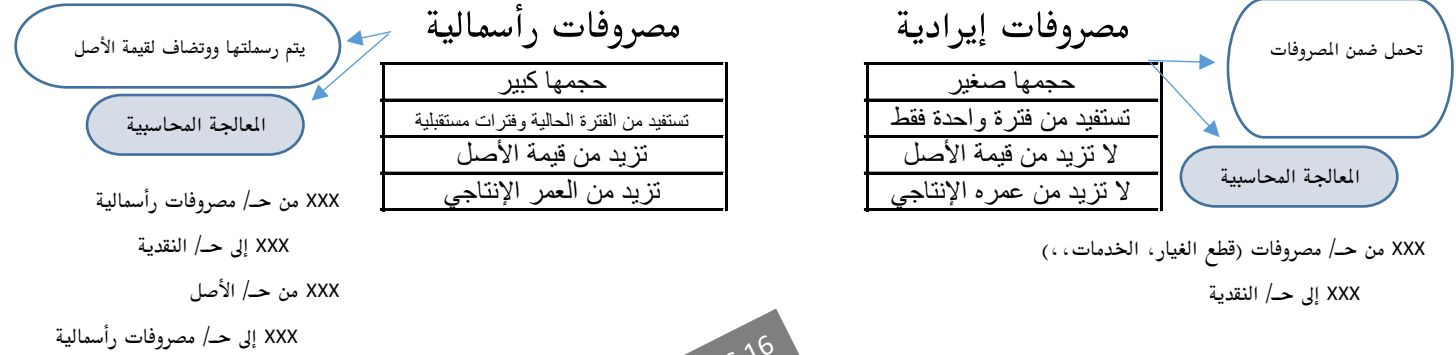 مصروفات إيرادية
تحمل ضمن المصروفات
حجمها صغير
تستفيد من فترة واحدة فقط
لا تزيد من قيمة الأصل
لا تزيد من عمره الإنتاجي
المعالجة المحاسبية
XXX من حـ/ مصروفات (قطع الغيار، الخدمات،،)
XXX إلى حـ/ النقدية
مصروفات رأسمالية
يتم رسملتها ووتضاف لقيمة الأصل
حجمها كبير
تستفيد من الفترة الحالية وفترات مستقبلية
تزيد من قيمة الأصل
تزيد من العمر الإنتاجي
المعالجة المحاسبية
XXX من حـ/ مصروفات رأسمالية
XXX إلى حـ/ النقدية
XXX من حـ/ الأصل
XXX إلى حـ/ مصروفات رأسمالية
16